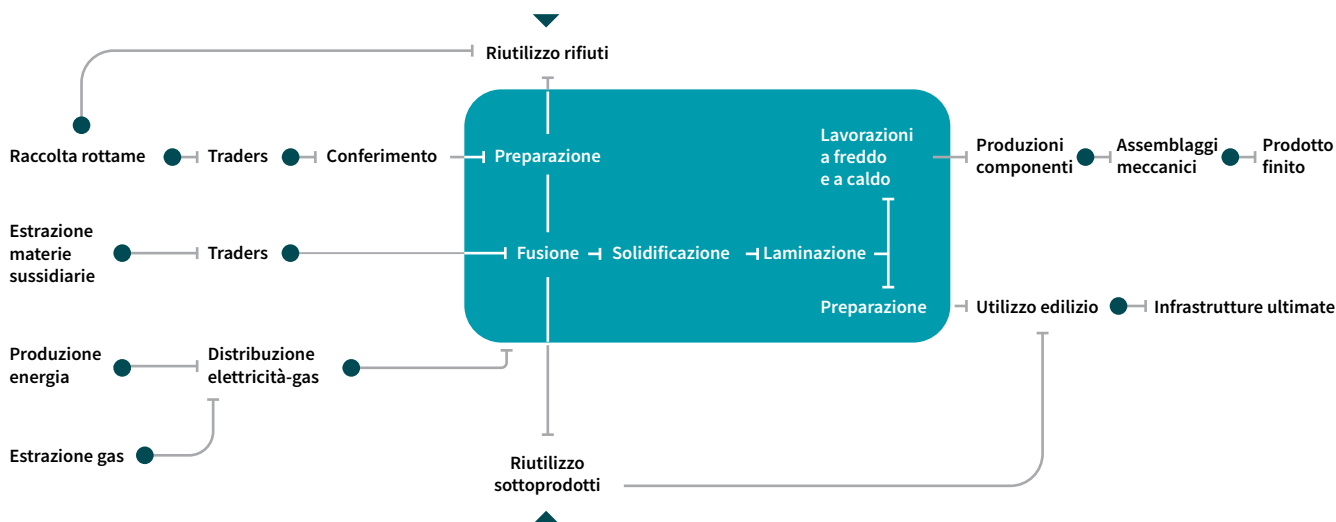 Riutilizzo rifiuti
Raccolta rottame
Traders
Conferimento
Preparazione
Lavorazioni
a freddo
e a caldo
Produzioni
componenti
Assemblaggi
meccanici
Prodotto
finito
Estrazione
materie
sussidiarie
Traders
Fusione
Solidificazione
Laminazione
Preparazione
Utilizzo edilizio
Infrastrutture ultimate
Produzione
energia
Distribuzione
elettricità-gas
Estrazione gas
Riutilizzo
sottoprodotti